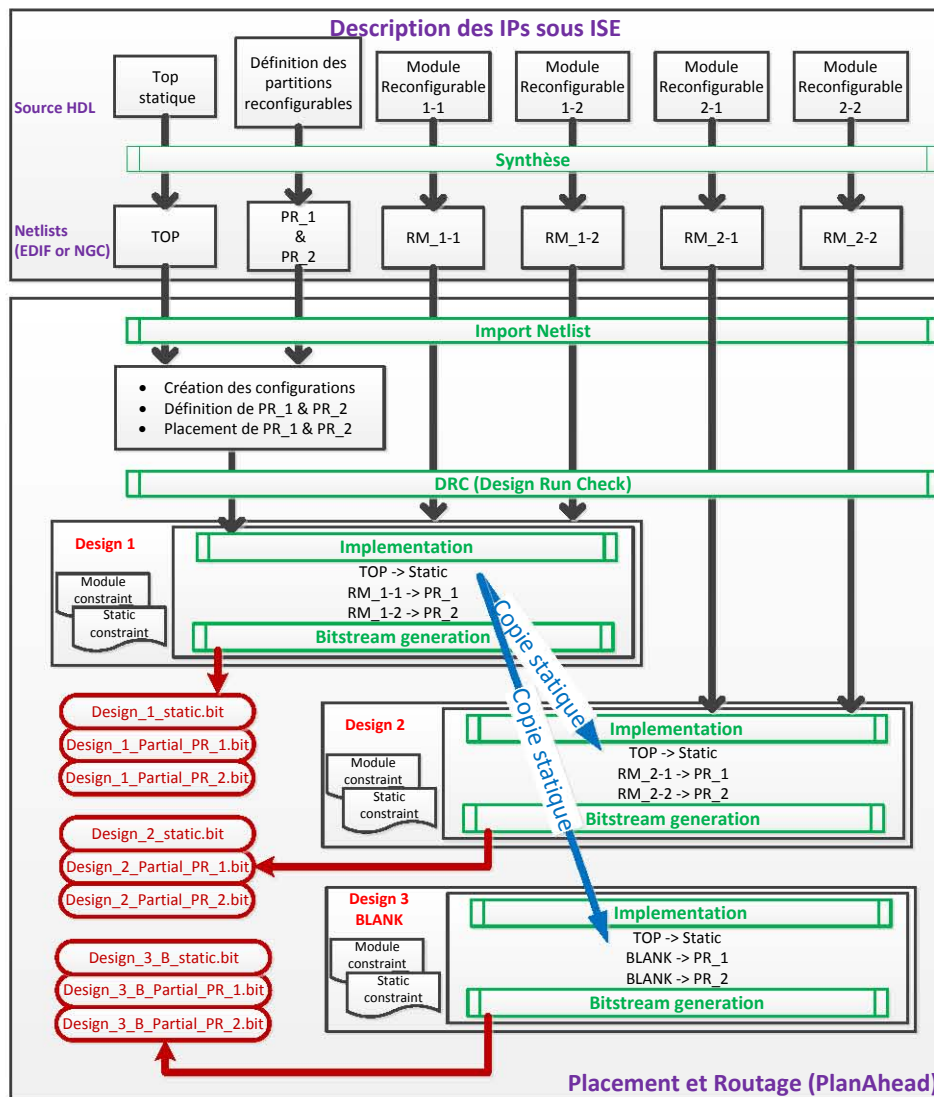 Description des IPs sous ISE
Source HDL
Top
statique
Définition des
partitions
reconfigurables
Module
Reconfigurable
1-1
Module
Reconfigurable
1-2
Module
Reconfigurable
2-1
Module
Reconfigurable
2-2
Synthèse
Netlists
(EDIF or NGC)
TOP
PR_1
&
PR_2
RM_1-1
RM_1-2
RM_2-1
RM_2-2
Import Netlist
• Création des configurations
• Définition de PR_1 & PR_2
• Placement de PR_1 & PR_2
DRC (Design Run Check)
Design 1
Module
constraint
Static
constraint
Implementation
TOP -> Static
RM_1-1 -> PR_1
RM_1-2 -> PR_2
Bitstream generation
Copie statique
Copie statique
Design_1_static.bit
Design_1_Partial_PR_1.bit
Design_1_Partial_PR_2.bit
Design 2
Module
constraint
Static
constraint
Implementation
TOP -> Static
RM_2-1 -> PR_1
RM_2-2 -> PR_2
Bitstream generation
Design_2_static.bit
Design_2_Partial_PR_1.bit
Design_2_Partial_PR_2.bit
Design 3
BLANK
Module
constraint
Static
constraint
Implementation
TOP -> Static
BLANK -> PR_1
BLANK -> PR_2
Bitstream generation
Design_3_B_static.bit
Design_3_B_Partial_PR_1.bit
Design_3_B_Partial_PR_2.bit
Placement et Routage (PlanAhead)